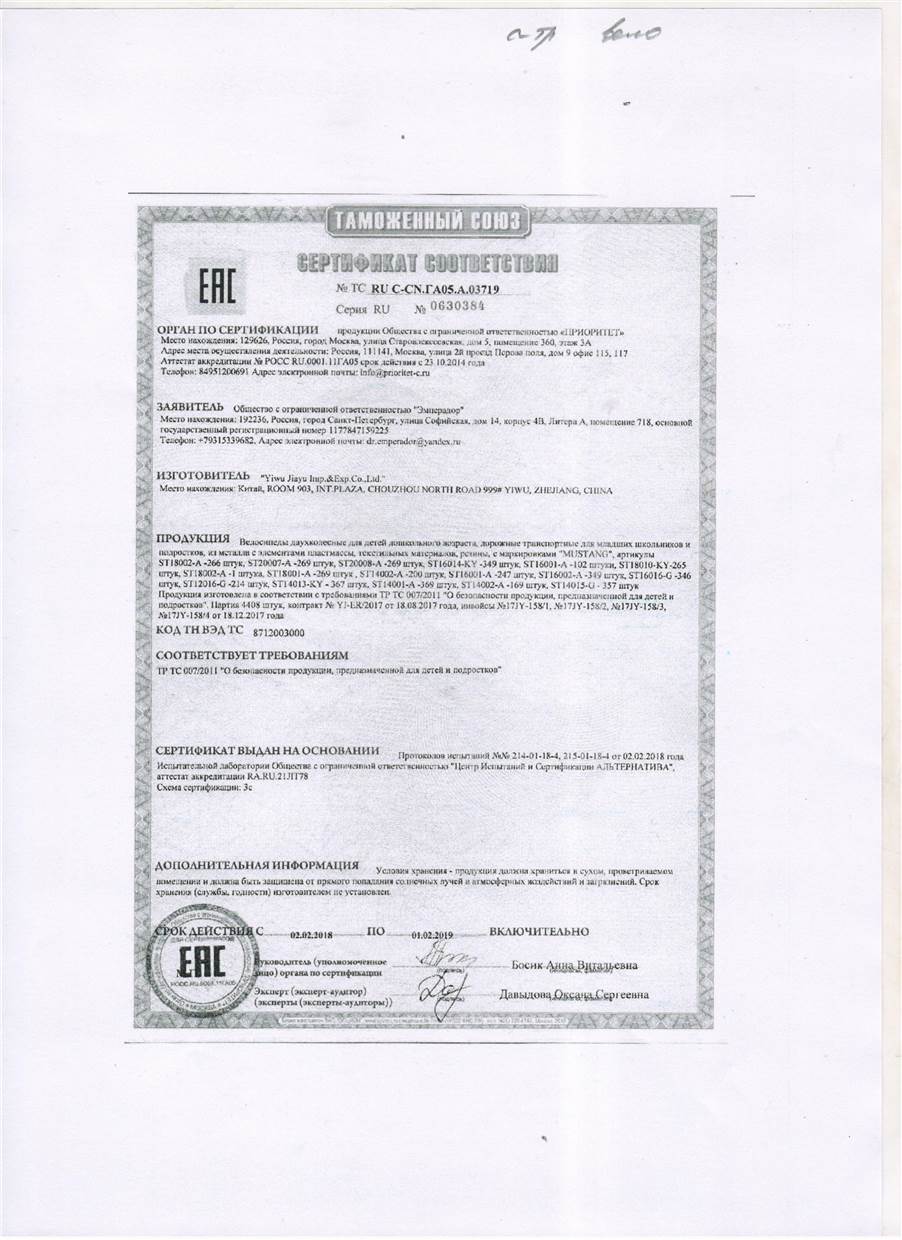 ТАМОЖЕННЫЙ СОЮЗ
СЕРТИФИКАТ СООТВЕТСТВИЯ
ЕАС
№ ТС RU C-CN.ГА05.А.03719
Серия RU № 0630384
ОРГАН ПО СЕРТИФИКАЦИИ продукции Общества с ограниченной ответственностью «ПРИОРИТЕТ»
Место нахождения: 129626, Россия, город Москва, улица Староалексеевская, дом 5, помещение 360, этаж 3А
Адрес места осуществления деятельности: Россия, 111141, Москва, улица 2й проезд Перова поля, дом 9 офис 115, 117
Аттестат аккредитации № РОСС RU.0001.11ГА05 срок действия с 23.10.2014 года
Телефон: 84951200691 Адрес электронной почты: info@prioritet-c.ru
ЗАЯВИТЕЛЬ Общество с ограниченной ответственностью "Эмперадор"
Место нахождения: 192236, Россия, город Санкт-Петербург, улица Софийская, дом 14, корпус 4В, Литера А, помещение 718, основной
государственный регистрационный номер 1177847159225
Телефон: +79315339682, Адрес электронной почты: dr.emperador@yandex.ru
ИЗГОТОВИТЕЛЬ "Yiwu Jiayu Imp.&Exp.Co.,Ltd."
Место нахождения: Китай, ROOM 903, INT.PLAZA, CHOUZHOU NORTH ROAD 999# YIWU, ZHEJIANG, CHINA
ПРОДУКЦИЯ Велосипеды двухколесные для детей дошкольного возраста, дорожные транспортные для младших школьников и
подростков, из металла с элементами пластмассы, текстильных материалов, резины, с маркировками "MUSTANG", артикулы
ST18002-A -266 штук, ST20007-A -269 штук, ST20008-A -269 штук, ST16014-KY -349 штук, ST16001-A -102 штуки, ST18010-KY-265
штук, ST18002-A -1 штука, ST18001-A -269 штук , ST14002-A -200 штук, ST16001-A -247 штук, ST16002-A -349 штук, ST16016-G -346
штук, ST12016-G -214 штук, ST14013-KY - 367 штук, ST14001-A -369 штук, ST14002-A -169 штук, ST14015-G - 357 штук
Продукция изготовлена в соответствии с требованиями ТР ТС 007/2011 "О безопасности продукции, предназначенной для детей и
подростков". Партия 4408 штук, контракт № YJ-ER/2017 от 18.08.2017 года, инвойсы №17JY-158/1, №17JY-158/2, №17JY-158/3,
№17JY-158/4 от 18.12.2017 года
КОД ТН ВЭД ТС 8712003000
СООТВЕТСТВУЕТ ТРЕБОВАНИЯМ
ТР ТС 007/2011 "О безопасности продукции, предназначенной для детей и подростков"
СЕРТИФИКАТ ВЫДАН НА ОСНОВАНИИ Протоколов испытаний №№ 214-01-18-4, 215-01-18-4 от 02.02.2018 года
Испытательной лаборатории Общества с ограниченной ответственностью "Центр Испытаний и Сертификации АЛЬТЕРНАТИВА",
аттестат аккредитации RA.RU.21ЛТ78
Схема сертификации: 3с
ДОПОЛНИТЕЛЬНАЯ ИНФОРМАЦИЯ Условия хранения - продукция должна храниться в сухом, проветриваемом
помещении и должна быть защищена от прямого попадания солнечных лучей и атмосферных воздействий и загрязнений. Срок
хранения (службы, годности) изготовителем не установлен.
СРОК ДЕЙСТВИЯ С 02.02.2018 ПО 01.02.2019 ВКЛЮЧИТЕЛЬНО
ЕАС
Руководитель (уполномоченное
лицо) органа по сертификации
(подпись)
Босик Анна Витальевна
Эксперт (эксперт-аудитор)
(эксперты (эксперты-аудиторы))
(подпись)
Давыдова Оксана Сергеевна